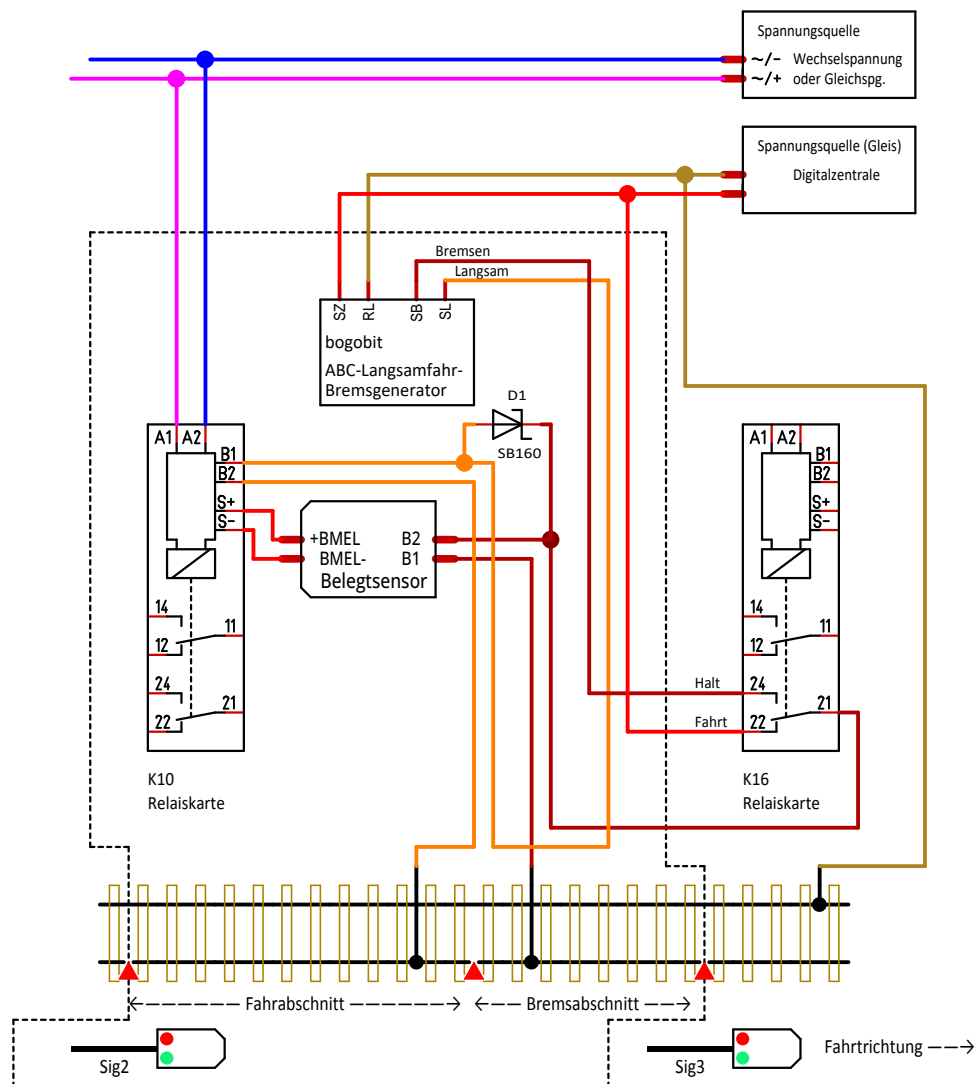 Spannungsquelle
~/- Wechselspannung
~/+ oder Gleichspg.
Spannungsquelle (Gleis)
Digitalzentrale
Bremsen
Langsam
SZ
RL
SB
SL
bogobit
ABC-Langsamfahr-
Bremsgenerator
D1
SB160
A1 A2
B1
B2
S+
S-
14
12
11
24
22
21
K10
Relaiskarte
+BMEL B2
BMEL- B1
Belegtsensor
A1 A2
B1
B2
S+
S-
14
12
11
Halt
24
Fahrt
22
21
K16
Relaiskarte
Fahrabschnitt
Bremsabschnitt
Sig2
Sig3
Fahrtrichtung